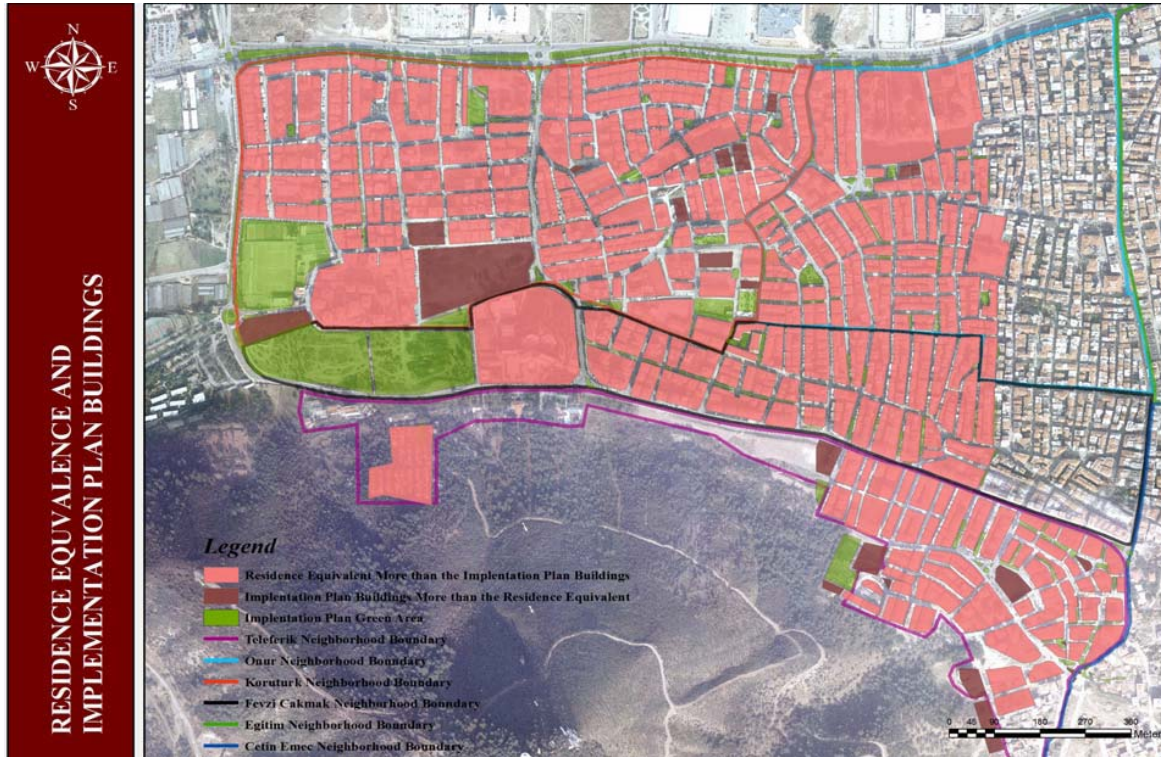 N
W E
S
RESIDENCE EQUVALENCE AND
IMPLEMENTATION PLAN BUILDINGS
Legend
Residence Equivalent More than the Implentation Plan Buildings
Implentation Plan Buildings More than the Residence Equivalent
Implentation Plan Green Area
Teleferik Neighborhood Boundary
Onur Neighborhood Boundary
Koruturk Neighborhood Boundary
Fevzi Cakmak Neighborhood Boundary
Egitim Neighborhood Boundary
Cetin Emec Neighborhood Boundary
0 45 90 180 270 360
Meter